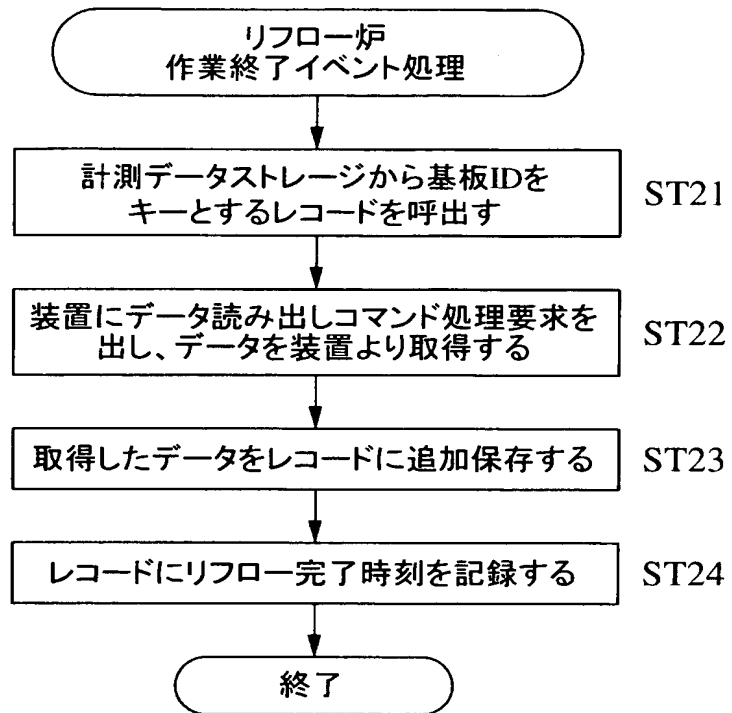 リフロー炉
作業終了イベント処理
計測データストレージから基板IDを
キーとするレコードを呼出す
ST21
装置にデータ読み出しコマンド処理要求を
出し、データを装置より取得する
ST22
取得したデータをレコードに追加保存する
ST23
レコードにリフロー完了時刻を記録する
ST24
終了